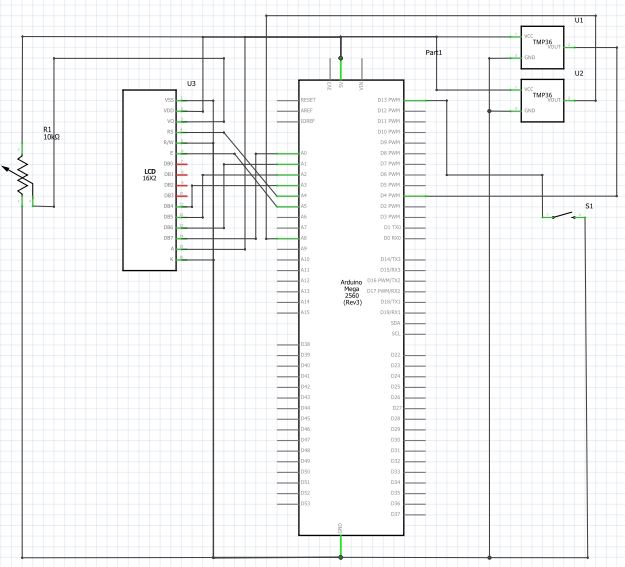 U1
VCC
TMP36
VOUT
GND
Part1
U2
VCC
TMP36
VOUT
GND
3V3
5V
VIN
U3
VSS
VDD
VO
RS
R/W
E
DB0
DB1
DB2
DB3
DB4
DB5
DB6
DB7
A
K
LCD
16X2
R1
10kΩ
RESET
AREF
IOREF
A0
A1
A2
A3
A4
A5
A6
A7
A8
A9
A10
A11
A12
A13
A14
A15
D38
D39
D40
D41
D42
D43
D44
D45
D46
D47
D48
D49
D50
D51
D52
D53
Arduino
Mega
2560
(Rev3)
D13 PWM
D12 PWM
D11 PWM
D10 PWM
D9 PWM
D8 PWM
D7 PWM
D6 PWM
D5 PWM
D4 PWM
D2 PWM
D3 PWM
D1 TX0
D0 RX0
D14/TX3
D15/RX3
D16 PWM/TX2
D17 PWM/RX2
D18/TX1
D19/RX1
SDA
SCL
D22
D23
D24
D25
D26
D27
D28
D29
D30
D31
D32
D33
D34
D35
D36
D37
GND
S1